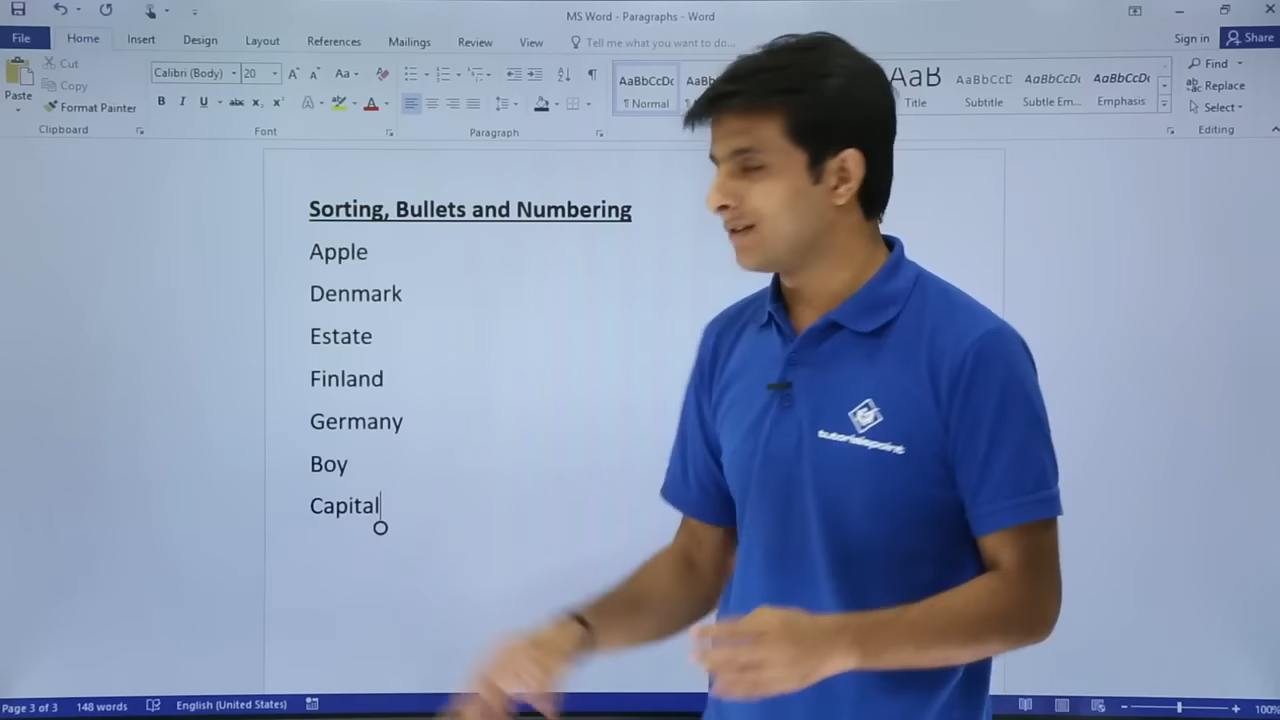 MS Word - Paragraphs - Word
File Home Insert Design Layout References Mailings Review View Tell me what you want to do... Sign in Share
Paste Cut Copy Format Painter
Clipboard
Calibri (Body) 20
Font
Paragraph
AaBbCcDc
¶ Normal
AaB
Title
AaBbCcD
Subtitle
AaBbCcDc
Subtle Em...
AaBbCcDc
Emphasis
Find
Replace
Select
Editing
Sorting, Bullets and Numbering
Apple
Denmark
Estate
Finland
Germany
Boy
Capital
tutorialspoint
Page 3 of 3 148 words English (United States) 100%